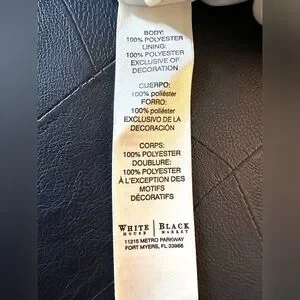 BODY:
100% POLYESTER
LINING:
100% POLYESTER
EXCLUSIVE OF
DECORATION
CUERPO:
100% poliéster
FORRO:
100% poliéster
EXCLUSIVO DE LA
DECORACIÓN
CORPS:
100% POLYESTER
DOUBLURE:
100% POLYESTER
À L'EXCEPTION DES
MOTIFS
DÉCORATIFS
WHITE | BLACK
HOUSE MARKET
11215 METRO PARKWAY
FORT MYERS, FL 33966